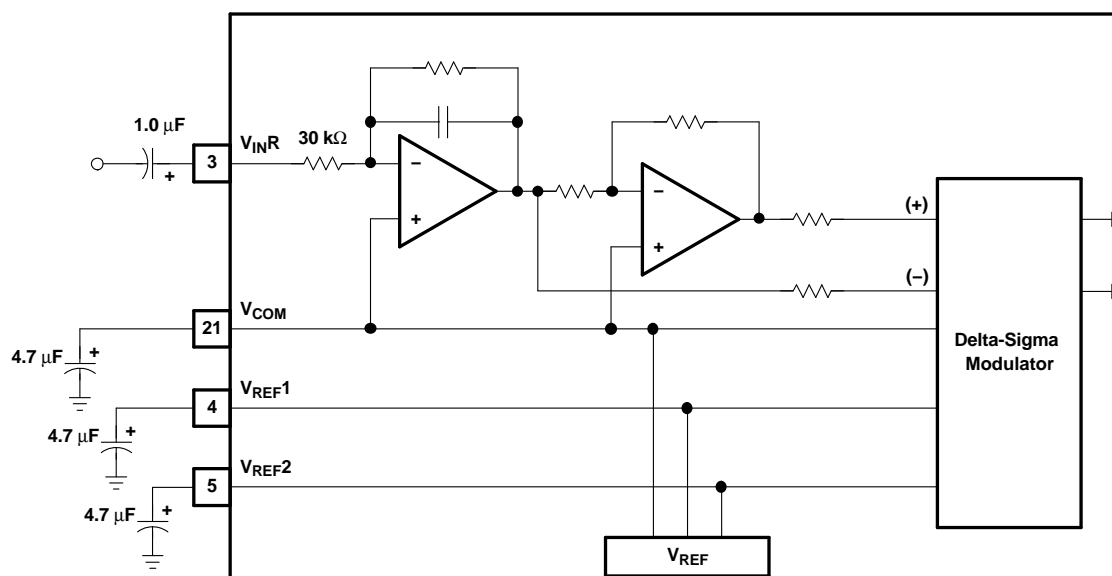 1.0 μF
+
3
VINR
30 kΩ
−
+
−
+
(+)
(−)
Delta-Sigma
Modulator
4.7 μF
+
21
VCOM
4.7 μF
+
4
VREF1
4.7 μF
+
5
VREF2
VREF